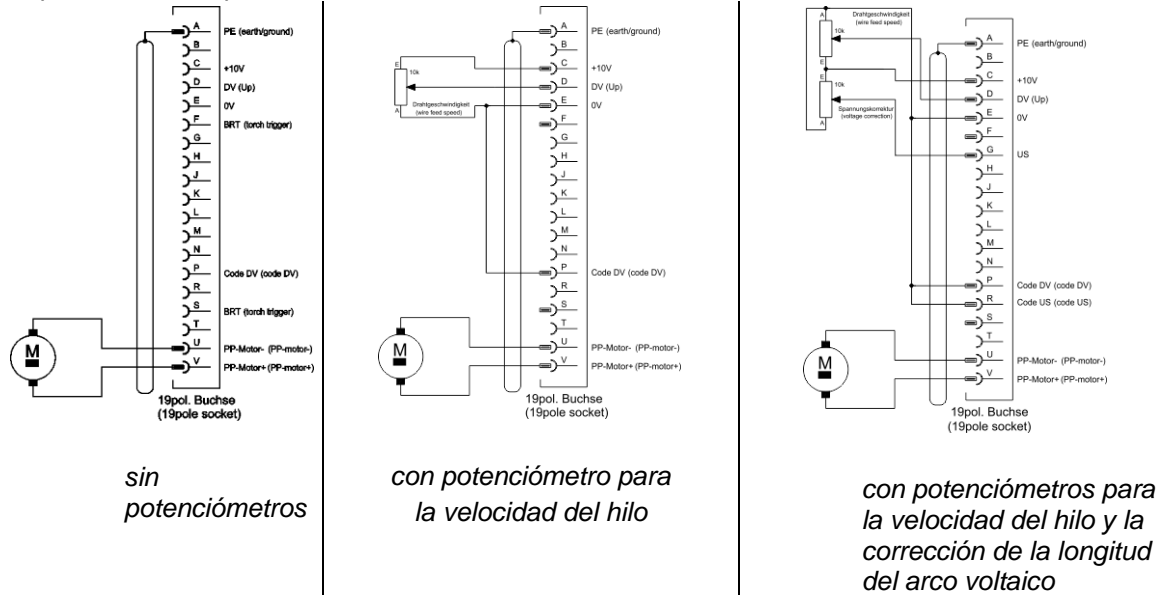 A PE (earth/ground)
B
C +10V
D DV (Up)
E 0V
F BRT (torch trigger)
G
H
J
K
L
M
N
P Code DV (code DV)
R
S BRT (torch trigger)
T
U PP-Motor- (PP-motor-)
V PP-Motor+ (PP-motor+)
M
19pol. Buchse
(19pole socket)
sin
potenciómetros
A PE (earth/ground)
B
E
C +10V
10k
D DV (Up)
Drahtgeschwindigkeit
(wire feed speed)
A
E 0V
F
G
H
J
K
L
M
N
P Code DV (code DV)
R
S
T
U PP-Motor- (PP-motor-)
V PP-Motor+ (PP-motor+)
M
19pol. Buchse
(19pole socket)
con potenciómetro para
la velocidad del hilo
A
Drahtgeschwindigkeit
(wire feed speed)
10k
E
E
10k
Spannungskorrektur
(voltage correction)
A
A PE (earth/ground)
B
C +10V
D DV (Up)
E 0V
F
G US
H
J
K
L
M
N
P Code DV (code DV)
R Code US (code US)
S
T
U PP-Motor- (PP-motor-)
V PP-Motor+ (PP-motor+)
M
19pol. Buchse
(19pole socket)
con potenciómetros para
la velocidad del hilo y la
corrección de la longitud
del arco voltaico